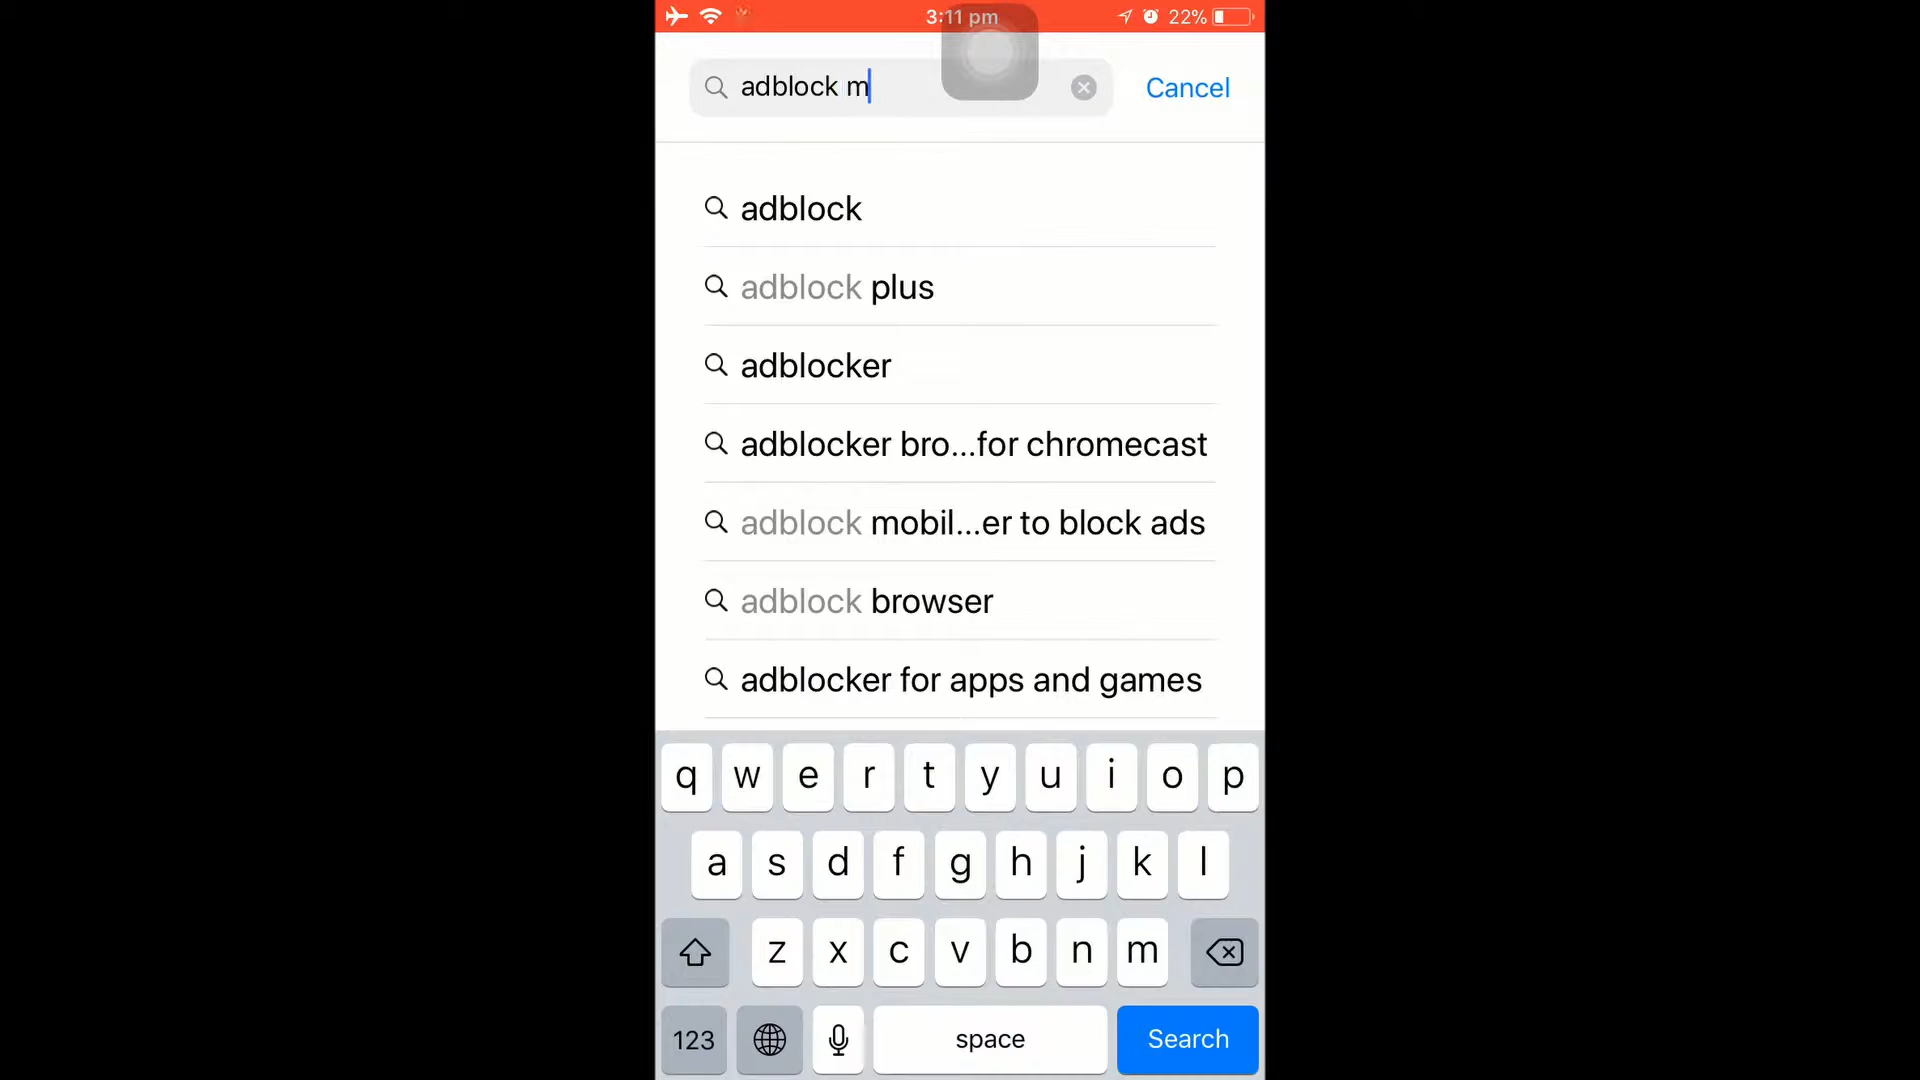 3:11 pm
22%
adblock m
Cancel
adblock
adblock plus
adblocker
adblocker bro...for chromecast
adblock mobil...er to block ads
adblock browser
adblocker for apps and games
q w e r t y u i o p
a s d f g h j k l
z x c v b n m
123 space Search